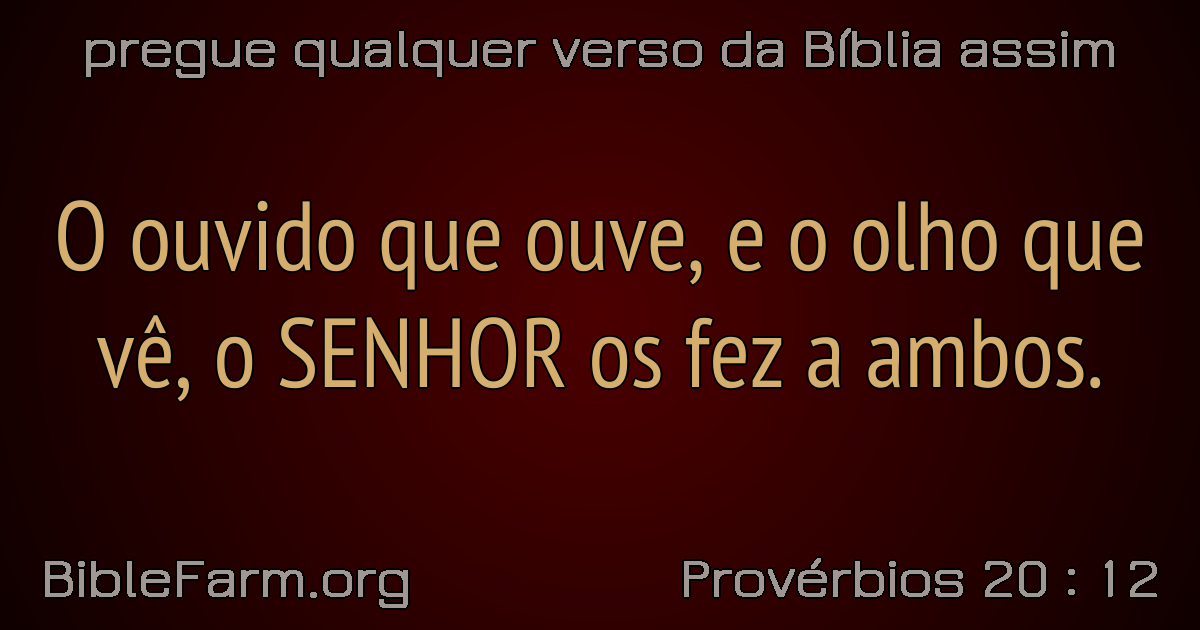 pregue qualquer verso da Bíblia assim
O ouvido que ouve, e o olho que
vê, o SENHOR os fez a ambos.
BibleFarm.org
Provérbios 20 : 12